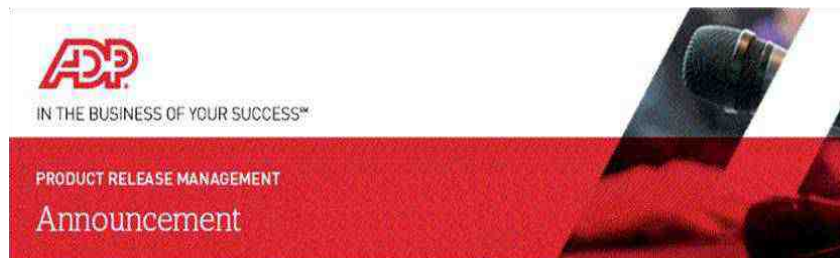 ADP
IN THE BUSINESS OF YOUR SUCCESS℠
PRODUCT RELEASE MANAGEMENT
Announcement